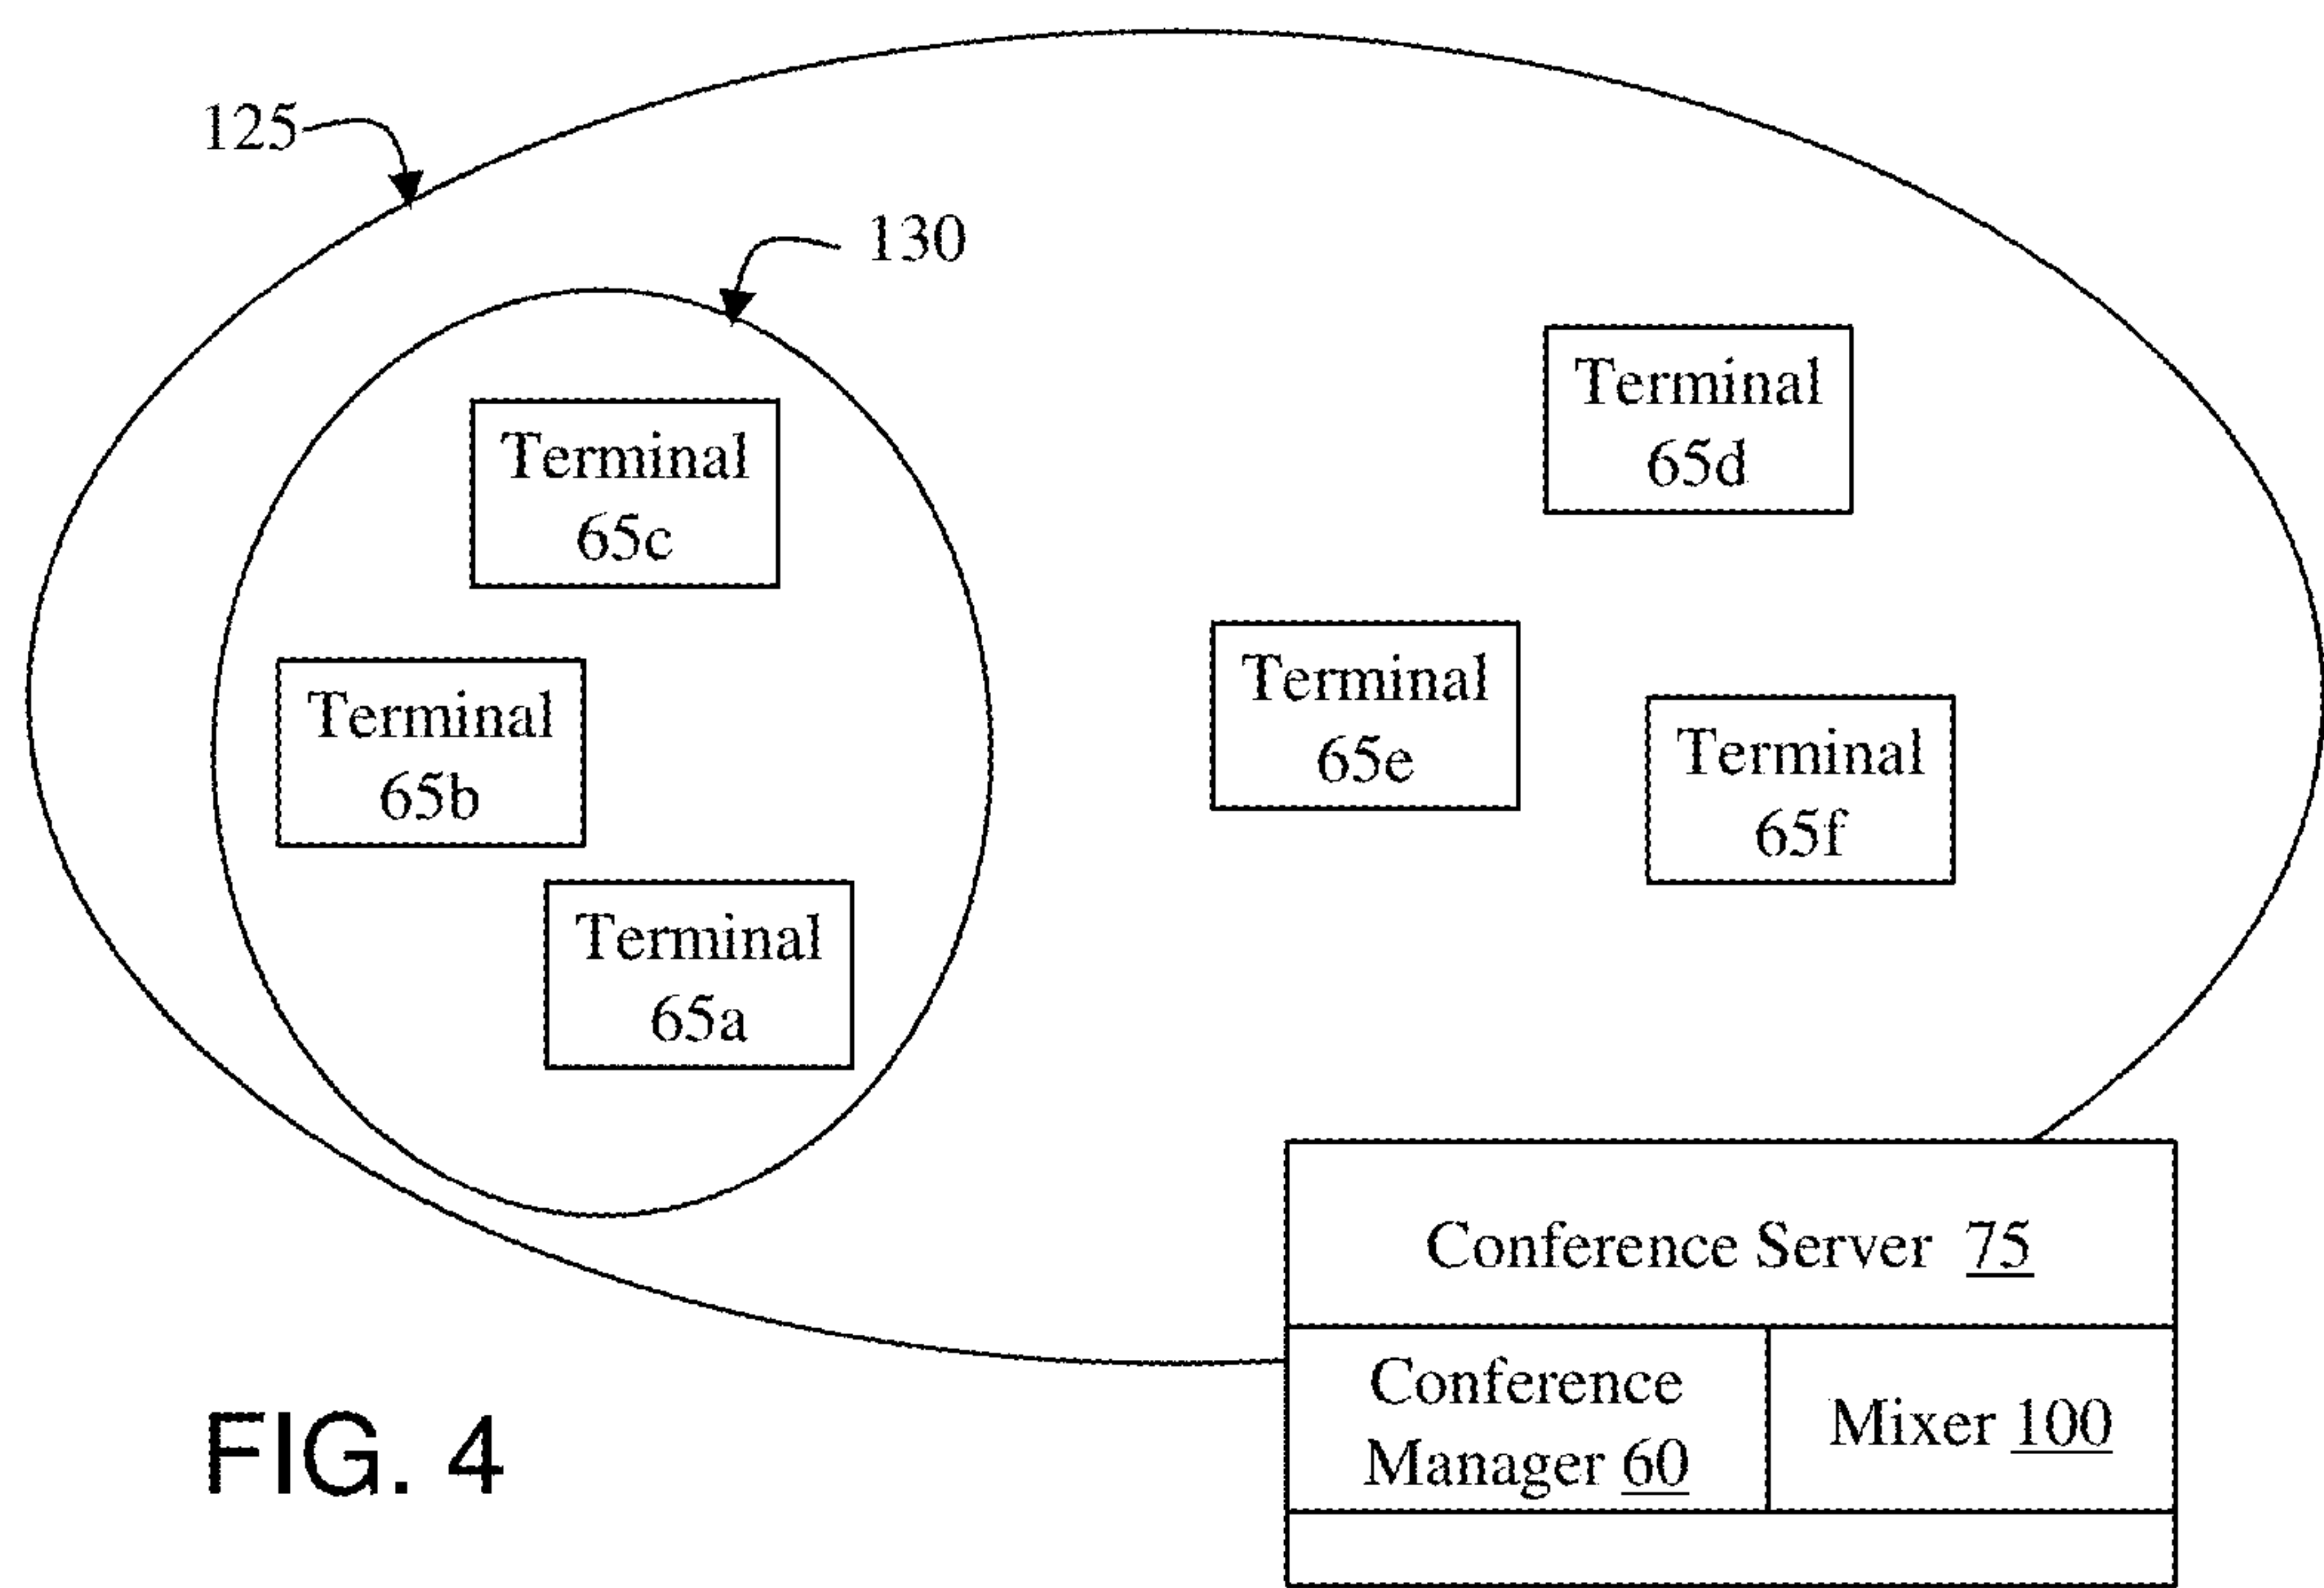 125
130
Terminal
65c
Terminal
65d
Terminal
65b
Terminal
65e
Terminal
65f
Terminal
65a
Conference Server 75
Conference
Manager 60
Mixer 100
FIG. 4